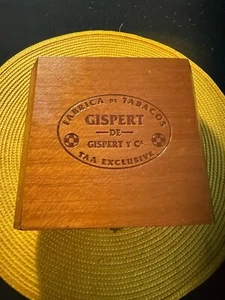 FABRICA DE TABACOS
GISPERT
DE
GISPERT Y Cª
TAA EXCLUSIVE